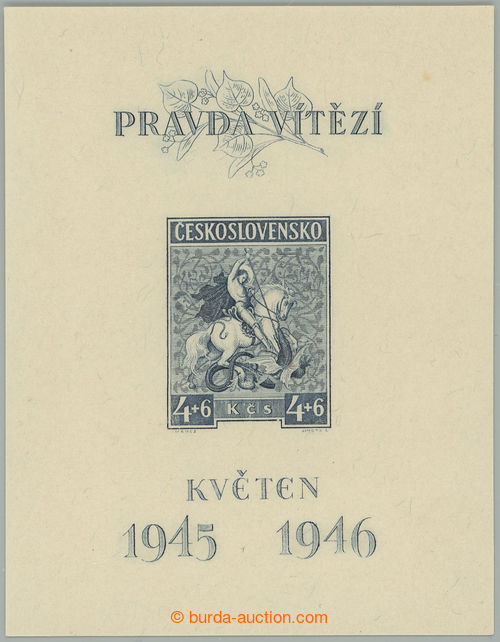 PRAVDA VÍTĚZÍ
ČESKOSLOVENSKO
4+6 Kčs 4+6
KVĚTEN
1945 1946
© burda-auction.com